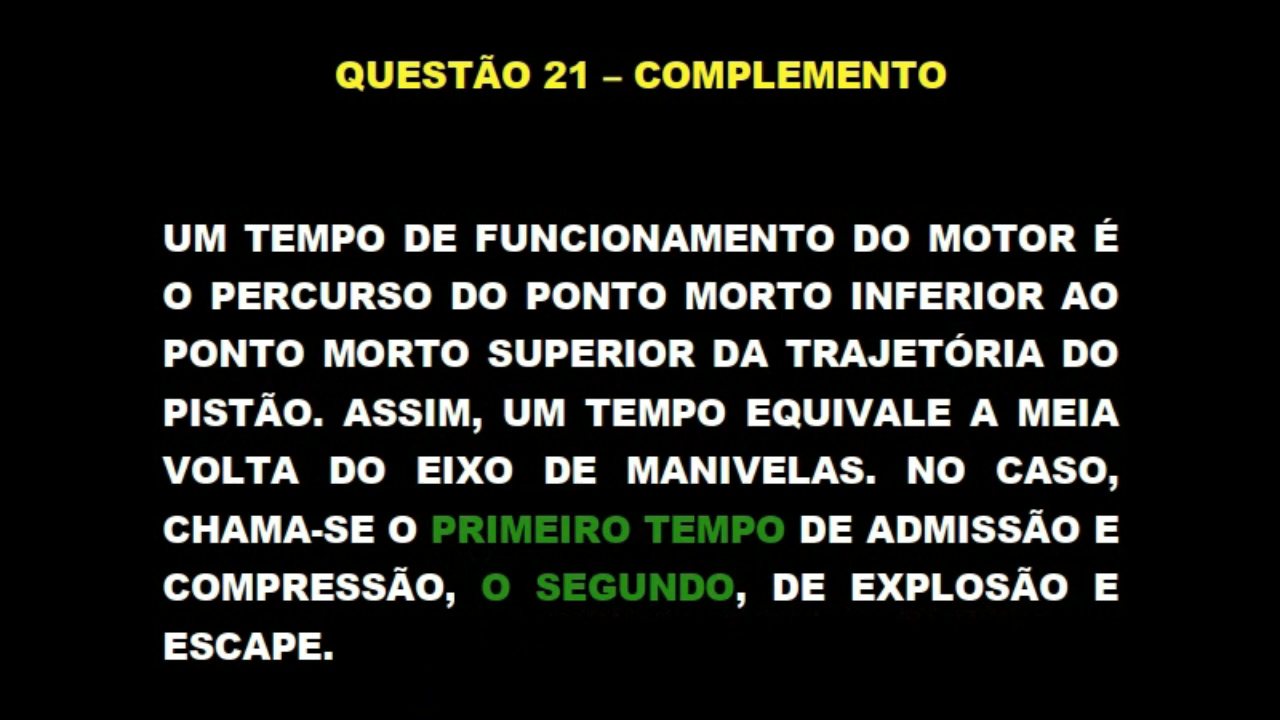 QUESTÃO 21 – COMPLEMENTO
UM TEMPO DE FUNCIONAMENTO DO MOTOR É
O PERCURSO DO PONTO MORTO INFERIOR AO
PONTO MORTO SUPERIOR DA TRAJETÓRIA DO
PISTÃO. ASSIM, UM TEMPO EQUIVALE A MEIA
VOLTA DO EIXO DE MANIVELAS. NO CASO,
CHAMA-SE O PRIMEIRO TEMPO DE ADMISSÃO E
COMPRESSÃO, O SEGUNDO, DE EXPLOSÃO E
ESCAPE.